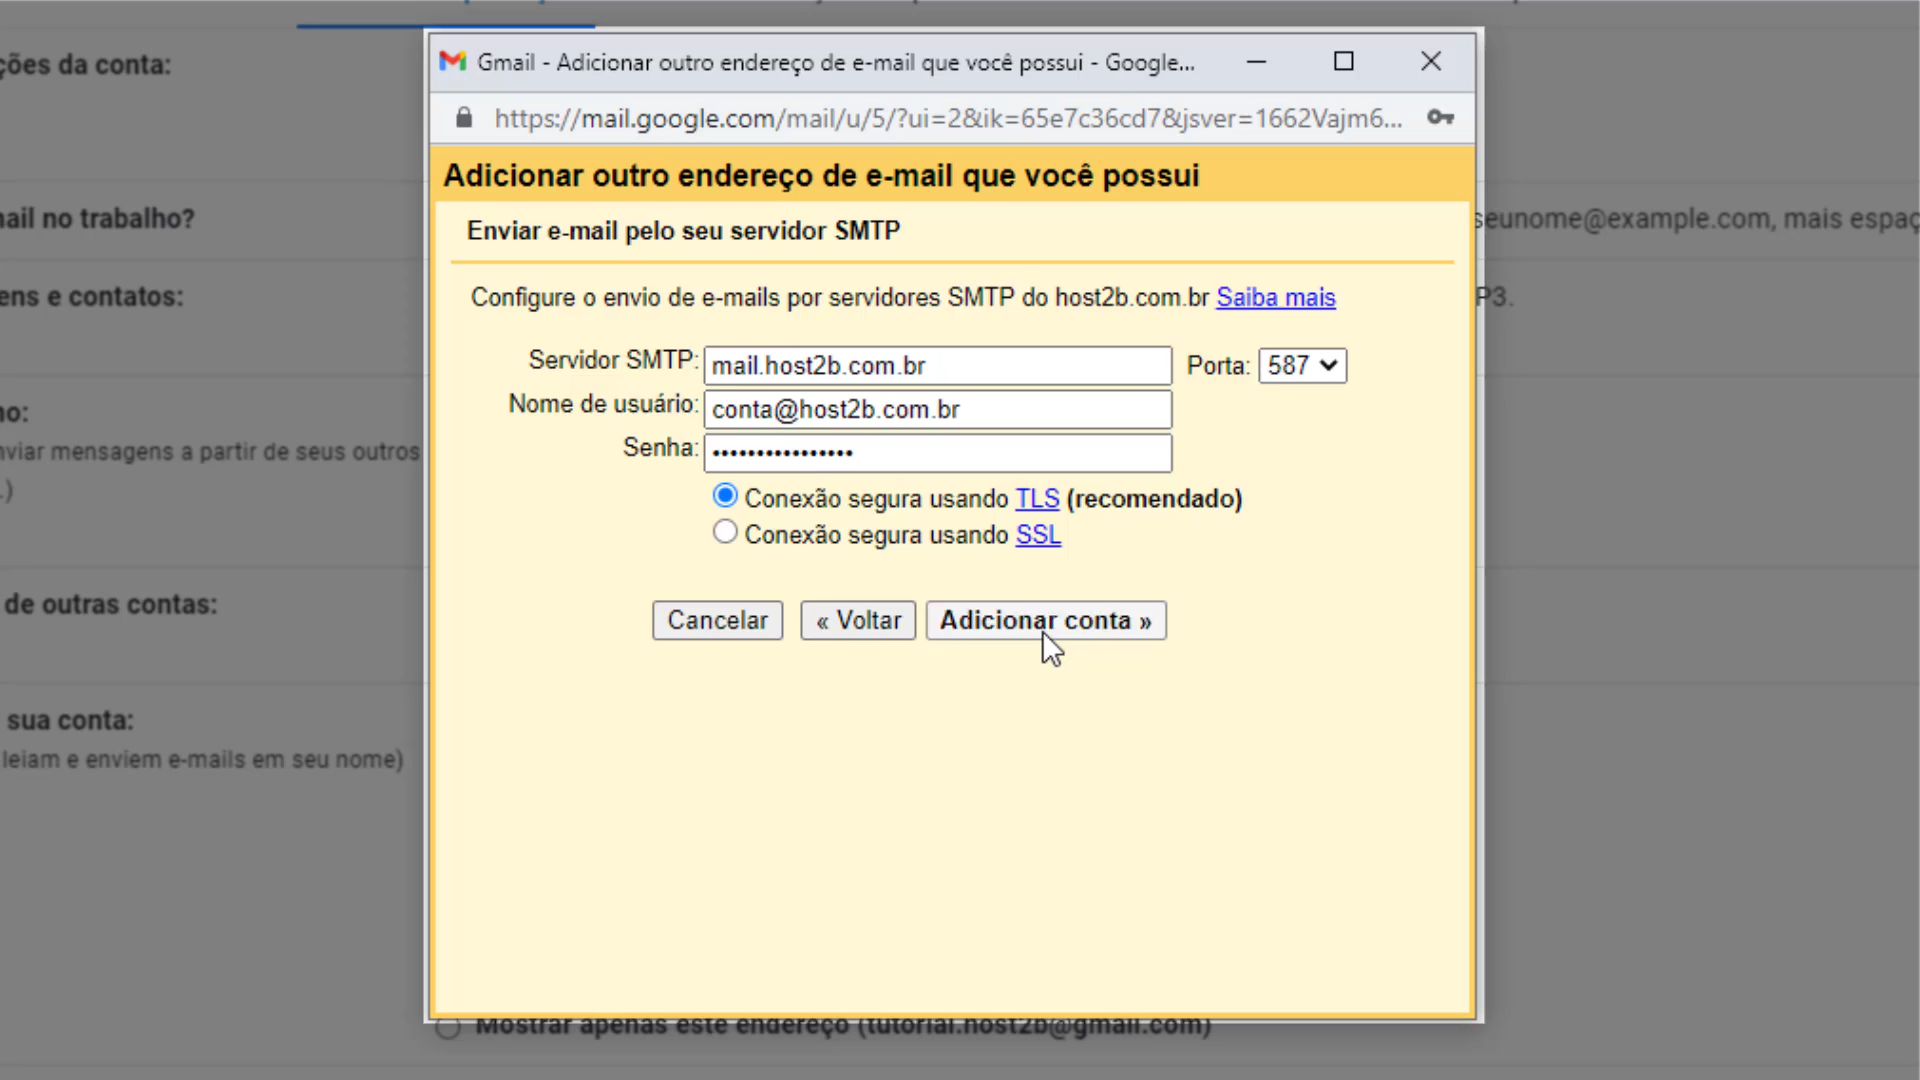 Gmail - Adicionar outro endereço de e-mail que você possui - Google...
https://mail.google.com/mail/u/5/?ui=2&ik=65e7c36cd7&jsver=1662Vajm6...
ções da conta:
Adicionar outro endereço de e-mail que você possui
ail no trabalho?
seunome@example.com, mais espaç
Enviar e-mail pelo seu servidor SMTP
ens e contatos:
P3.
Configure o envio de e-mails por servidores SMTP do host2b.com.br Saiba mais
Servidor SMTP: mail.host2b.com.br Porta: 587
Nome de usuário: conta@host2b.com.br
Senha: ••••••••••••••••
no:
nviar mensagens a partir de seus outros
.)
Conexão segura usando TLS (recomendado)
Conexão segura usando SSL
de outras contas:
Cancelar « Voltar Adicionar conta »
sua conta:
leiam e enviem e-mails em seu nome)
Mostrar apenas este endereço (tutorial.host2b@gmail.com)